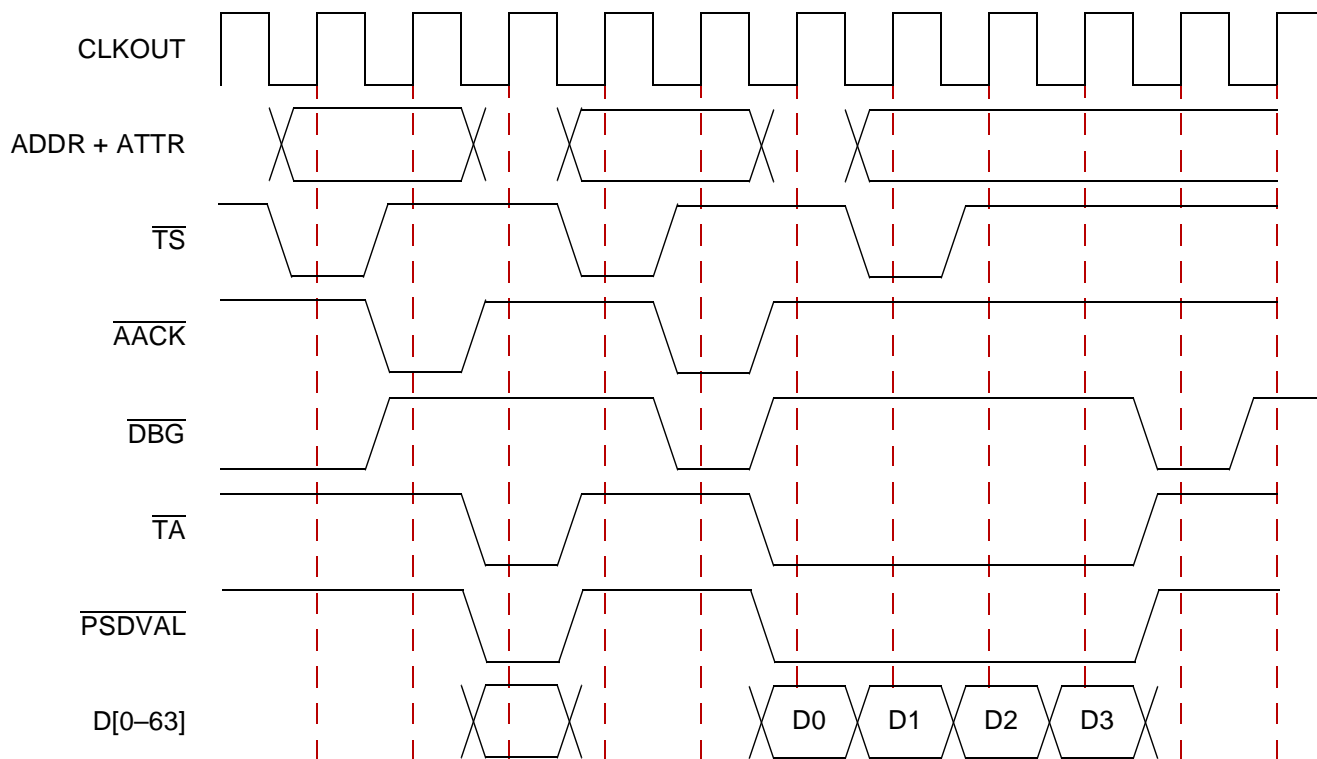 CLKOUT
ADDR + ATTR
TS
AACK
DBG
TA
PSDVAL
D[0–63]
D0 D1 D2 D3